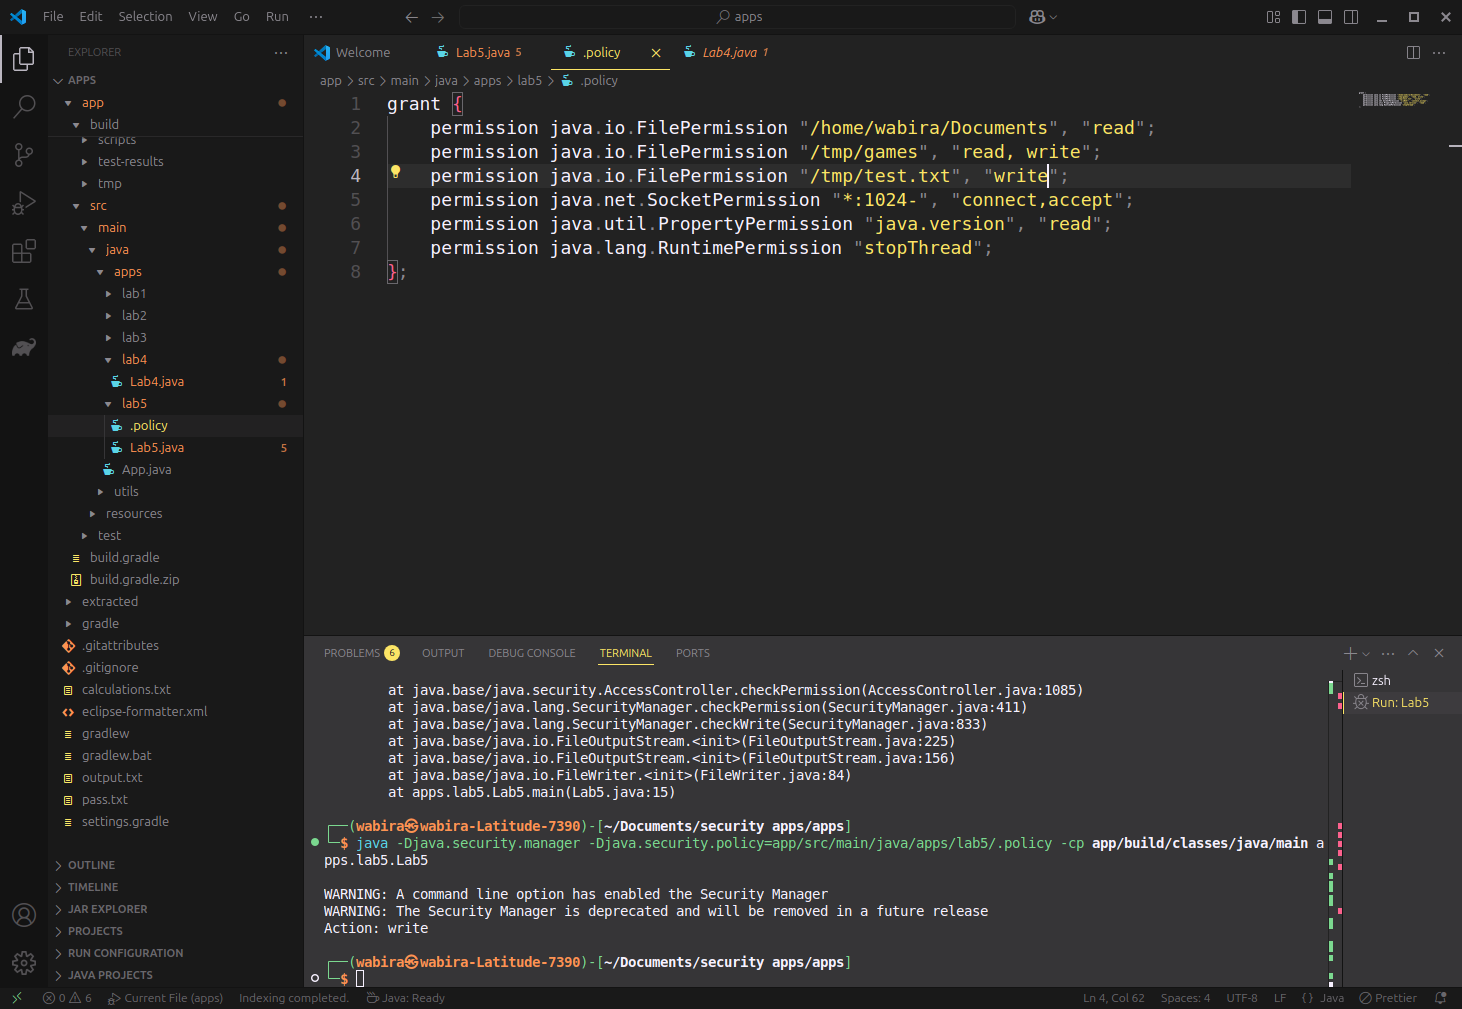 File Edit Selection View Go Run ··· apps
EXPLORER ···
APPS
app
build
scripts
test-results
tmp
src
main
java
apps
lab1
lab2
lab3
lab4
Lab4.java 1
lab5
.policy
Lab5.java 5
App.java
utils
resources
test
build.gradle
build.gradle.zip
extracted
gradle
.gitattributes
.gitignore
calculations.txt
eclipse-formatter.xml
gradlew
gradlew.bat
output.txt
pass.txt
settings.gradle
OUTLINE
TIMELINE
JAR EXPLORER
PROJECTS
RUN CONFIGURATION
JAVA PROJECTS
Welcome Lab5.java 5 .policy Lab4.java 1
app > src > main > java > apps > lab5 > .policy
1 grant {
2 permission java.io.FilePermission "/home/wabira/Documents", "read";
3 permission java.io.FilePermission "/tmp/games", "read, write";
4 permission java.io.FilePermission "/tmp/test.txt", "write";
5 permission java.net.SocketPermission "*:1024-", "connect,accept";
6 permission java.util.PropertyPermission "java.version", "read";
7 permission java.lang.RuntimePermission "stopThread";
8 };
PROBLEMS 6 OUTPUT DEBUG CONSOLE TERMINAL PORTS
at java.base/java.security.AccessController.checkPermission(AccessController.java:1085)
at java.base/java.lang.SecurityManager.checkPermission(SecurityManager.java:411)
at java.base/java.lang.SecurityManager.checkWrite(SecurityManager.java:833)
at java.base/java.io.FileOutputStream.<init>(FileOutputStream.java:225)
at java.base/java.io.FileOutputStream.<init>(FileOutputStream.java:156)
at java.base/java.io.FileWriter.<init>(FileWriter.java:84)
at apps.lab5.Lab5.main(Lab5.java:15)
┌──(wabira㉿wabira-Latitude-7390)-[~/Documents/security apps/apps]
└─$ java -Djava.security.manager -Djava.security.policy=app/src/main/java/apps/lab5/.policy -cp app/build/classes/java/main a
pps.lab5.Lab5
WARNING: A command line option has enabled the Security Manager
WARNING: The Security Manager is deprecated and will be removed in a future release
Action: write
┌──(wabira㉿wabira-Latitude-7390)-[~/Documents/security apps/apps]
└─$
zsh
Run: Lab5
0 6 Current File (apps) Indexing completed. Java: Ready Ln 4, Col 62 Spaces: 4 UTF-8 LF {} Java Prettier